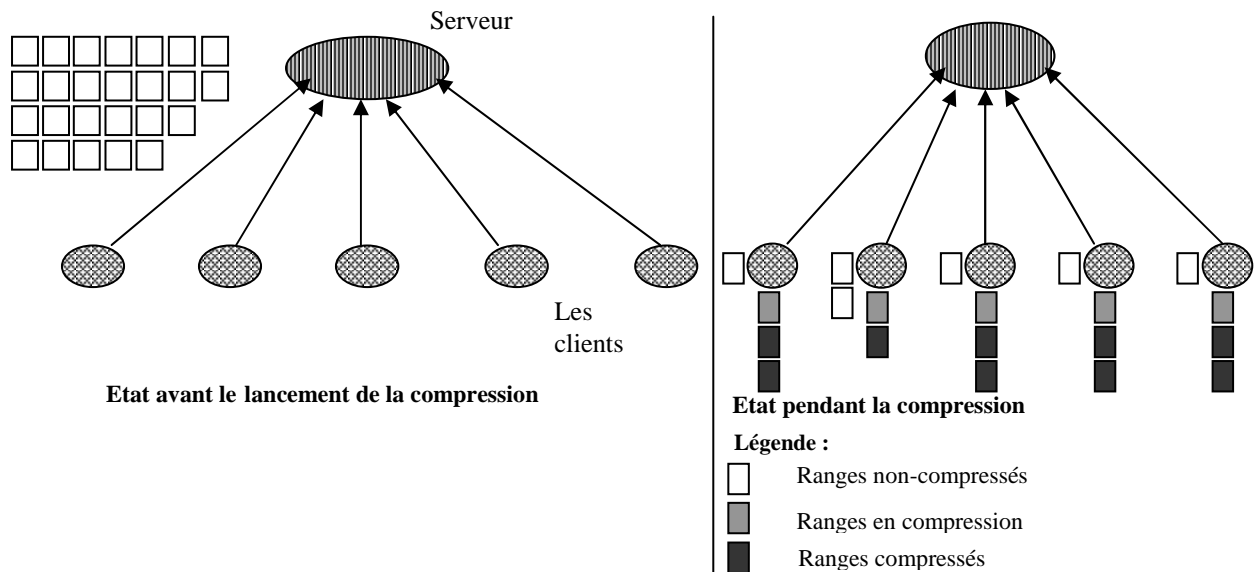 Serveur
Les
clients
Etat avant le lancement de la compression
Etat pendant la compression
Légende :
Ranges non-compressés
Ranges en compression
Ranges compressés